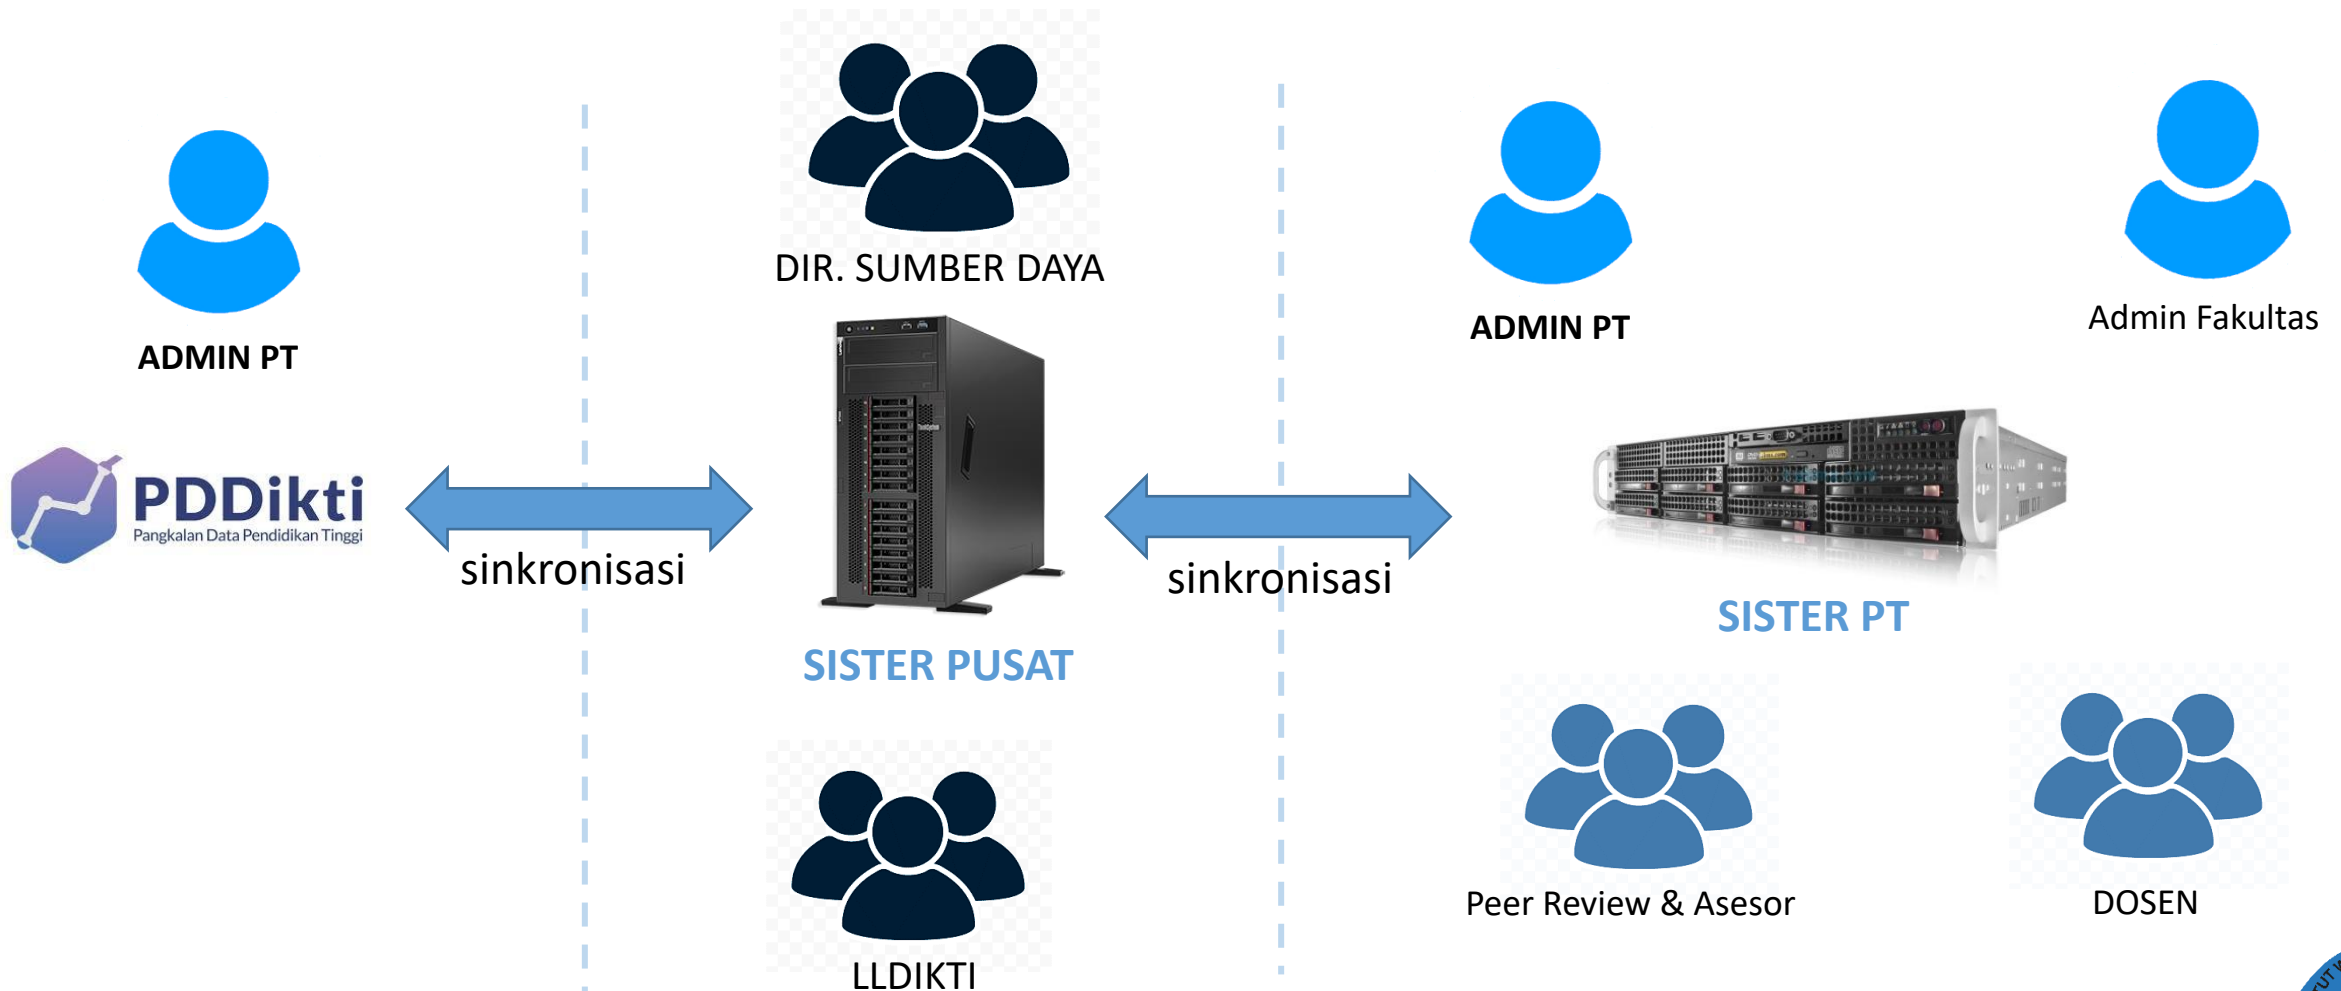 DIR. SUMBER DAYA
ADMIN PT
ADMIN PT
Admin Fakultas
PDDikti
Pangkalan Data Pendidikan Tinggi
sinkronisasi
sinkronisasi
SISTER PUSAT
SISTER PT
Peer Review & Asesor
DOSEN
LLDIKTI